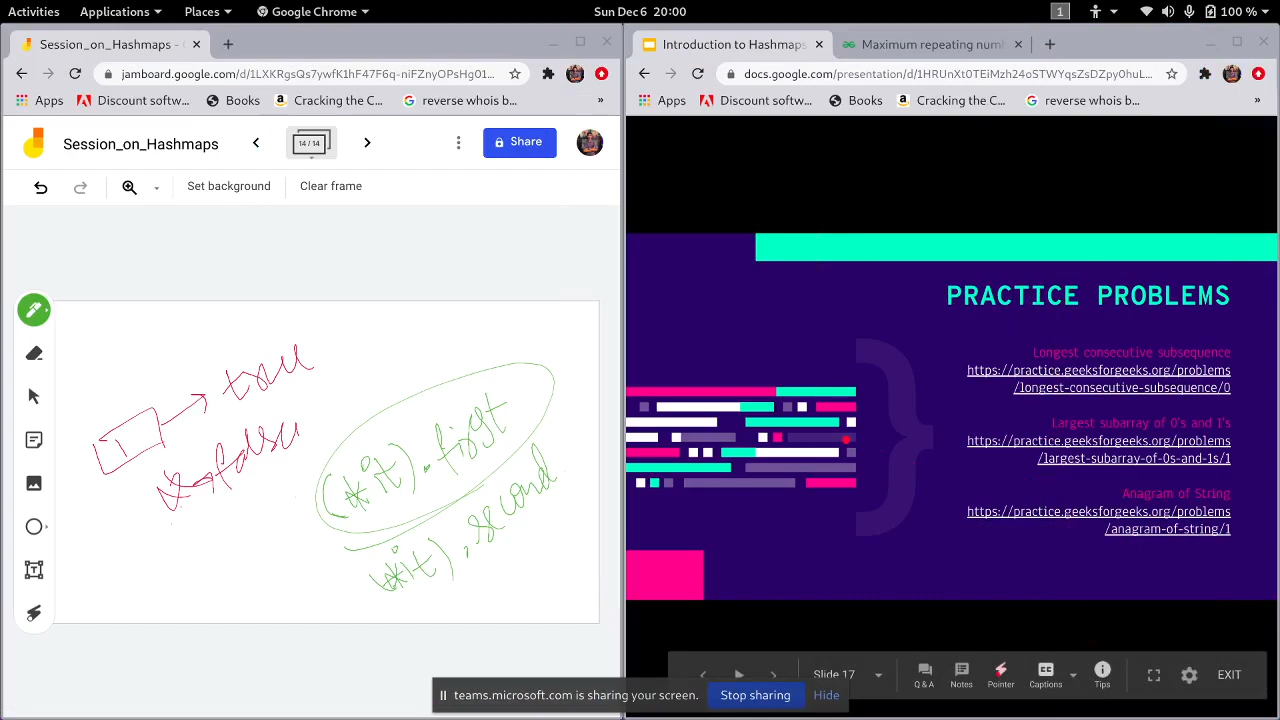 Activities Applications Places Google Chrome Sun Dec 6 20:00 1 100 %
Session_on_Hashmaps - G
jamboard.google.com/d/1LXKRgsQs7ywfK1hF47F6q-niFZnyOPsHg01...
Apps Discount softw... Books Cracking the C... reverse whois b... »
Session_on_Hashmaps 14 / 14 Share
Set background Clear frame
true
1
false
(*it).first
*it).second
Introduction to Hashmaps Maximum repeating num
docs.google.com/presentation/d/1HRUnXt0TEiMzh24oSTWYqsZsDZpy0huL...
Apps Discount softw... Books Cracking the C... reverse whois b... »
PRACTICE PROBLEMS
Longest consecutive subsequence
https://practice.geeksforgeeks.org/problems
/longest-consecutive-subsequence/0
Largest subarray of 0's and 1's
https://practice.geeksforgeeks.org/problems
/largest-subarray-of-0s-and-1s/1
Anagram of String
https://practice.geeksforgeeks.org/problems
/anagram-of-string/1
Slide 17 Q & A Notes Pointer Captions Tips EXIT
teams.microsoft.com is sharing your screen. Stop sharing Hide